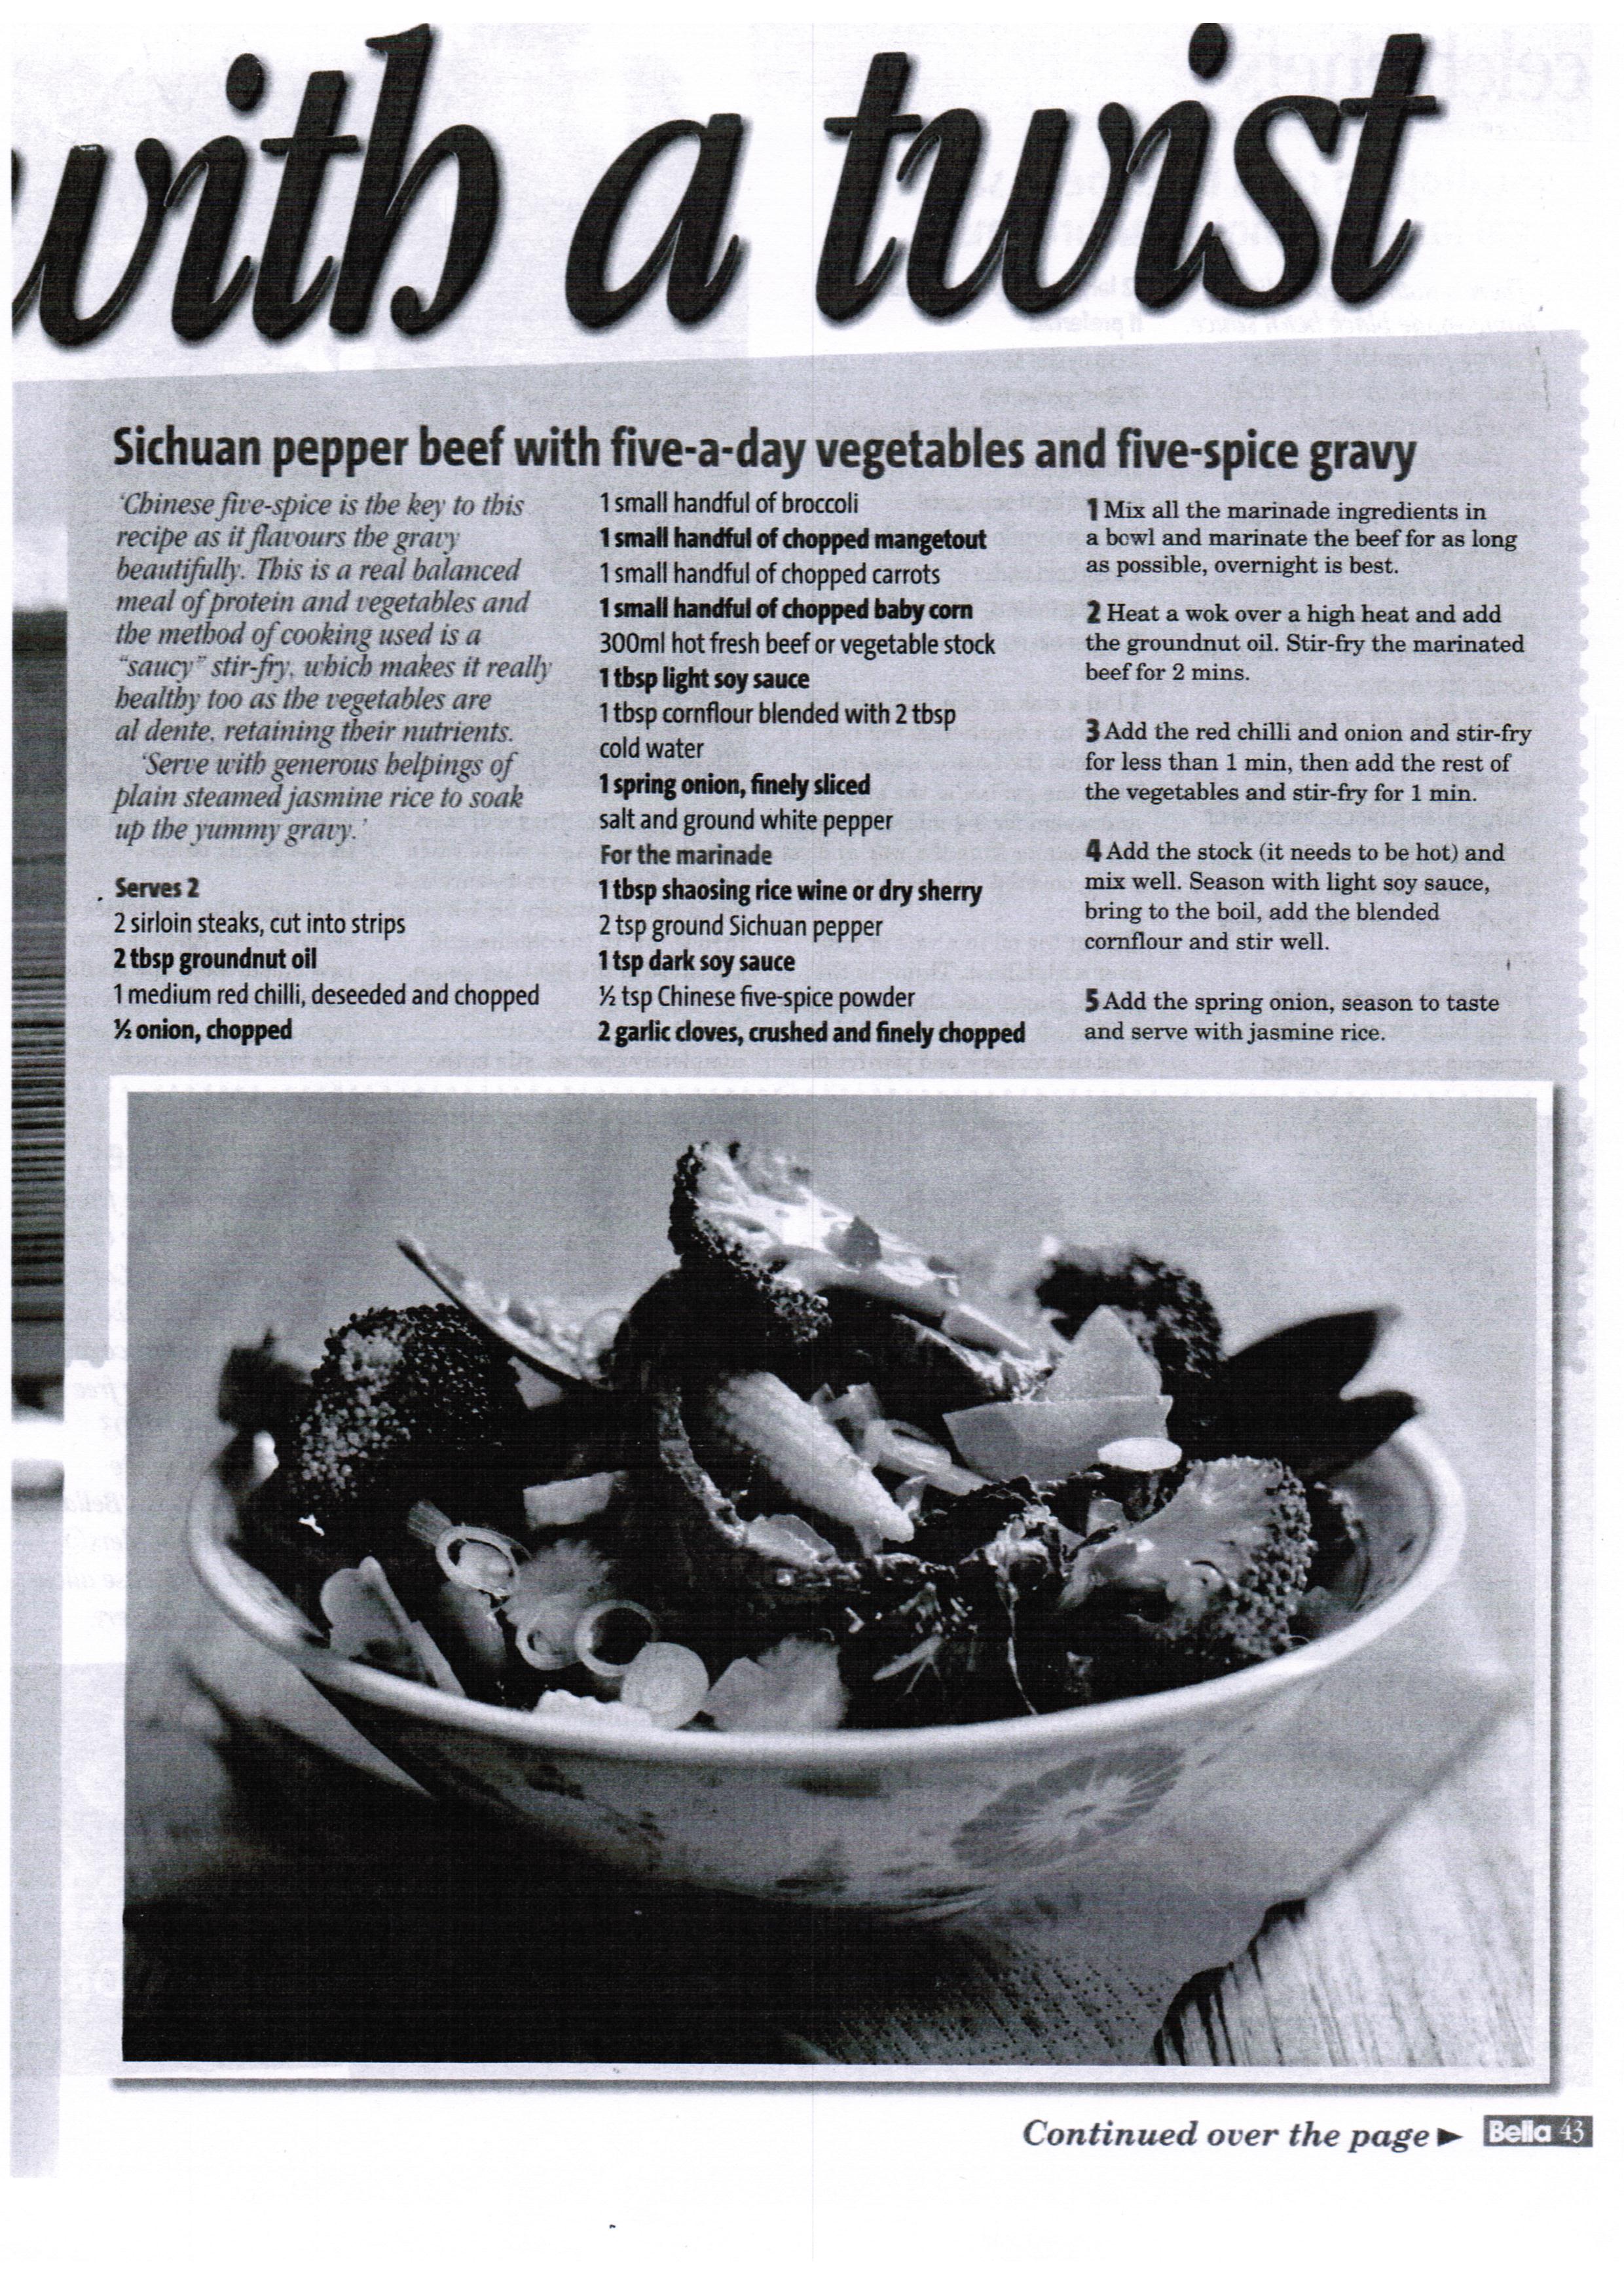 with a twist
Sichuan pepper beef with five-a-day vegetables and five-spice gravy
‘Chinese five-spice is the key to this
recipe as it flavours the gravy
beautifully. This is a real balanced
meal of protein and vegetables and
the method of cooking used is a
“saucy” stir-fry, which makes it really
healthy too as the vegetables are
al dente, retaining their nutrients.
‘Serve with generous helpings of
plain steamed jasmine rice to soak
up the yummy gravy.’
Serves 2
2 sirloin steaks, cut into strips
2 tbsp groundnut oil
1 medium red chilli, deseeded and chopped
½ onion, chopped
1 small handful of broccoli
1 small handful of chopped mangetout
1 small handful of chopped carrots
1 small handful of chopped baby corn
300ml hot fresh beef or vegetable stock
1 tbsp light soy sauce
1 tbsp cornflour blended with 2 tbsp
cold water
1 spring onion, finely sliced
salt and ground white pepper
For the marinade
1 tbsp shaosing rice wine or dry sherry
2 tsp ground Sichuan pepper
1 tsp dark soy sauce
½ tsp Chinese five-spice powder
2 garlic cloves, crushed and finely chopped
1 Mix all the marinade ingredients in
a bowl and marinate the beef for as long
as possible, overnight is best.
2 Heat a wok over a high heat and add
the groundnut oil. Stir-fry the marinated
beef for 2 mins.
3 Add the red chilli and onion and stir-fry
for less than 1 min, then add the rest of
the vegetables and stir-fry for 1 min.
4 Add the stock (it needs to be hot) and
mix well. Season with light soy sauce,
bring to the boil, add the blended
cornflour and stir well.
5 Add the spring onion, season to taste
and serve with jasmine rice.
Continued over the page ► Bella 43